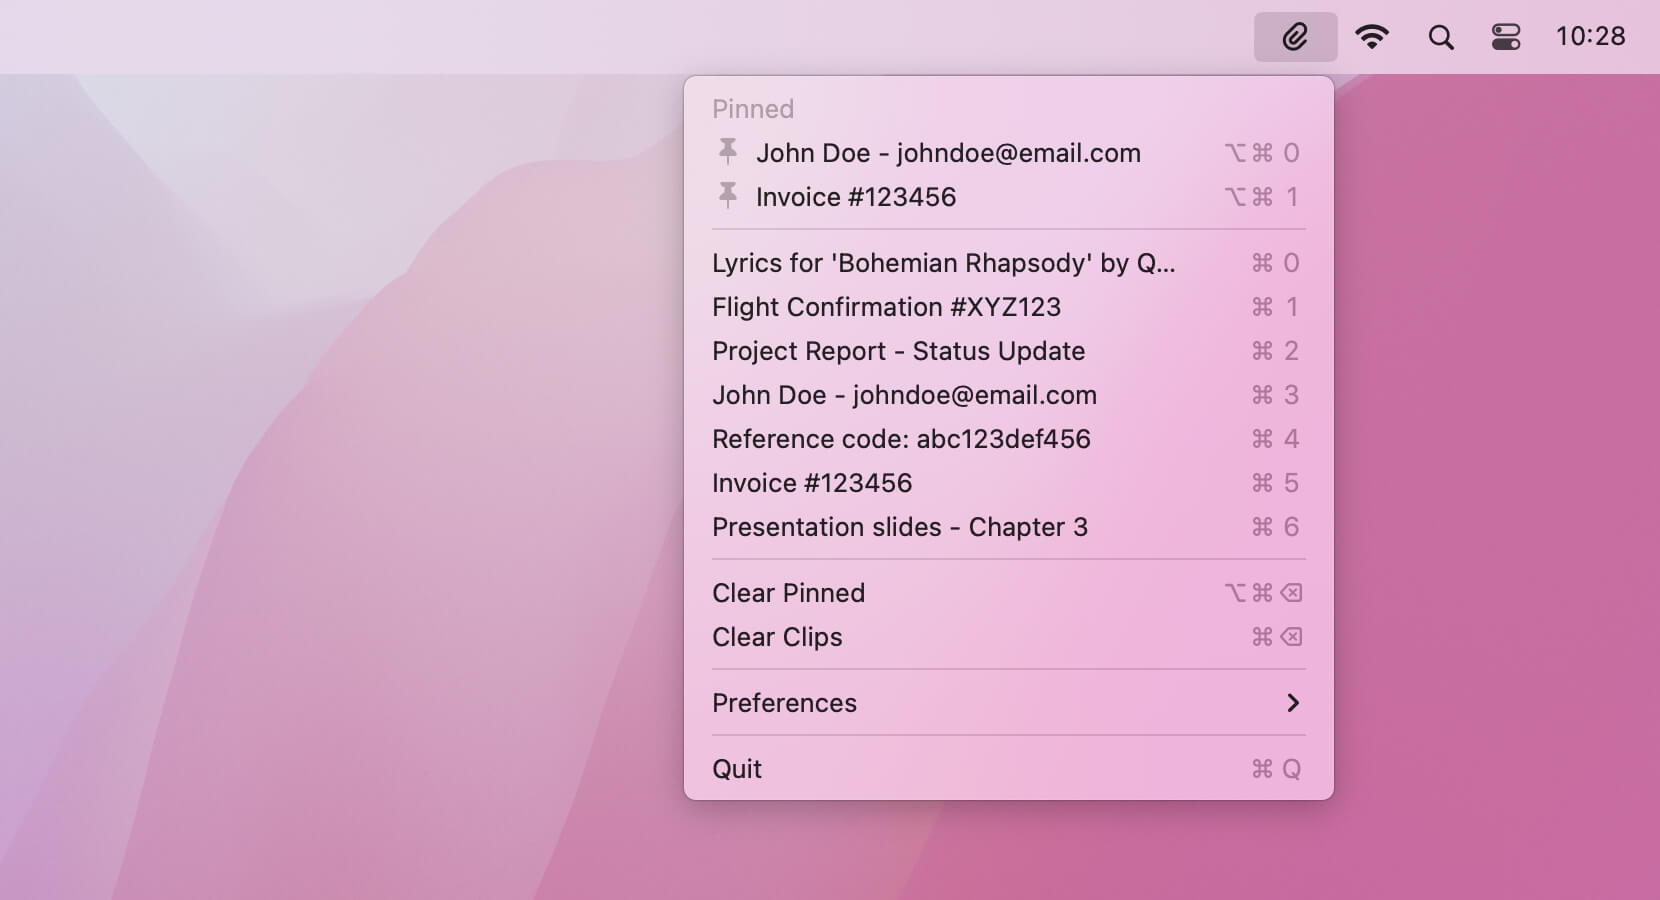 10:28
Pinned
John Doe - johndoe@email.com ⌥⌘ 0
Invoice #123456 ⌥⌘ 1
Lyrics for 'Bohemian Rhapsody' by Q... ⌘ 0
Flight Confirmation #XYZ123 ⌘ 1
Project Report - Status Update ⌘ 2
John Doe - johndoe@email.com ⌘ 3
Reference code: abc123def456 ⌘ 4
Invoice #123456 ⌘ 5
Presentation slides - Chapter 3 ⌘ 6
Clear Pinned ⌥⌘⌫
Clear Clips ⌘⌫
Preferences
Quit ⌘ Q